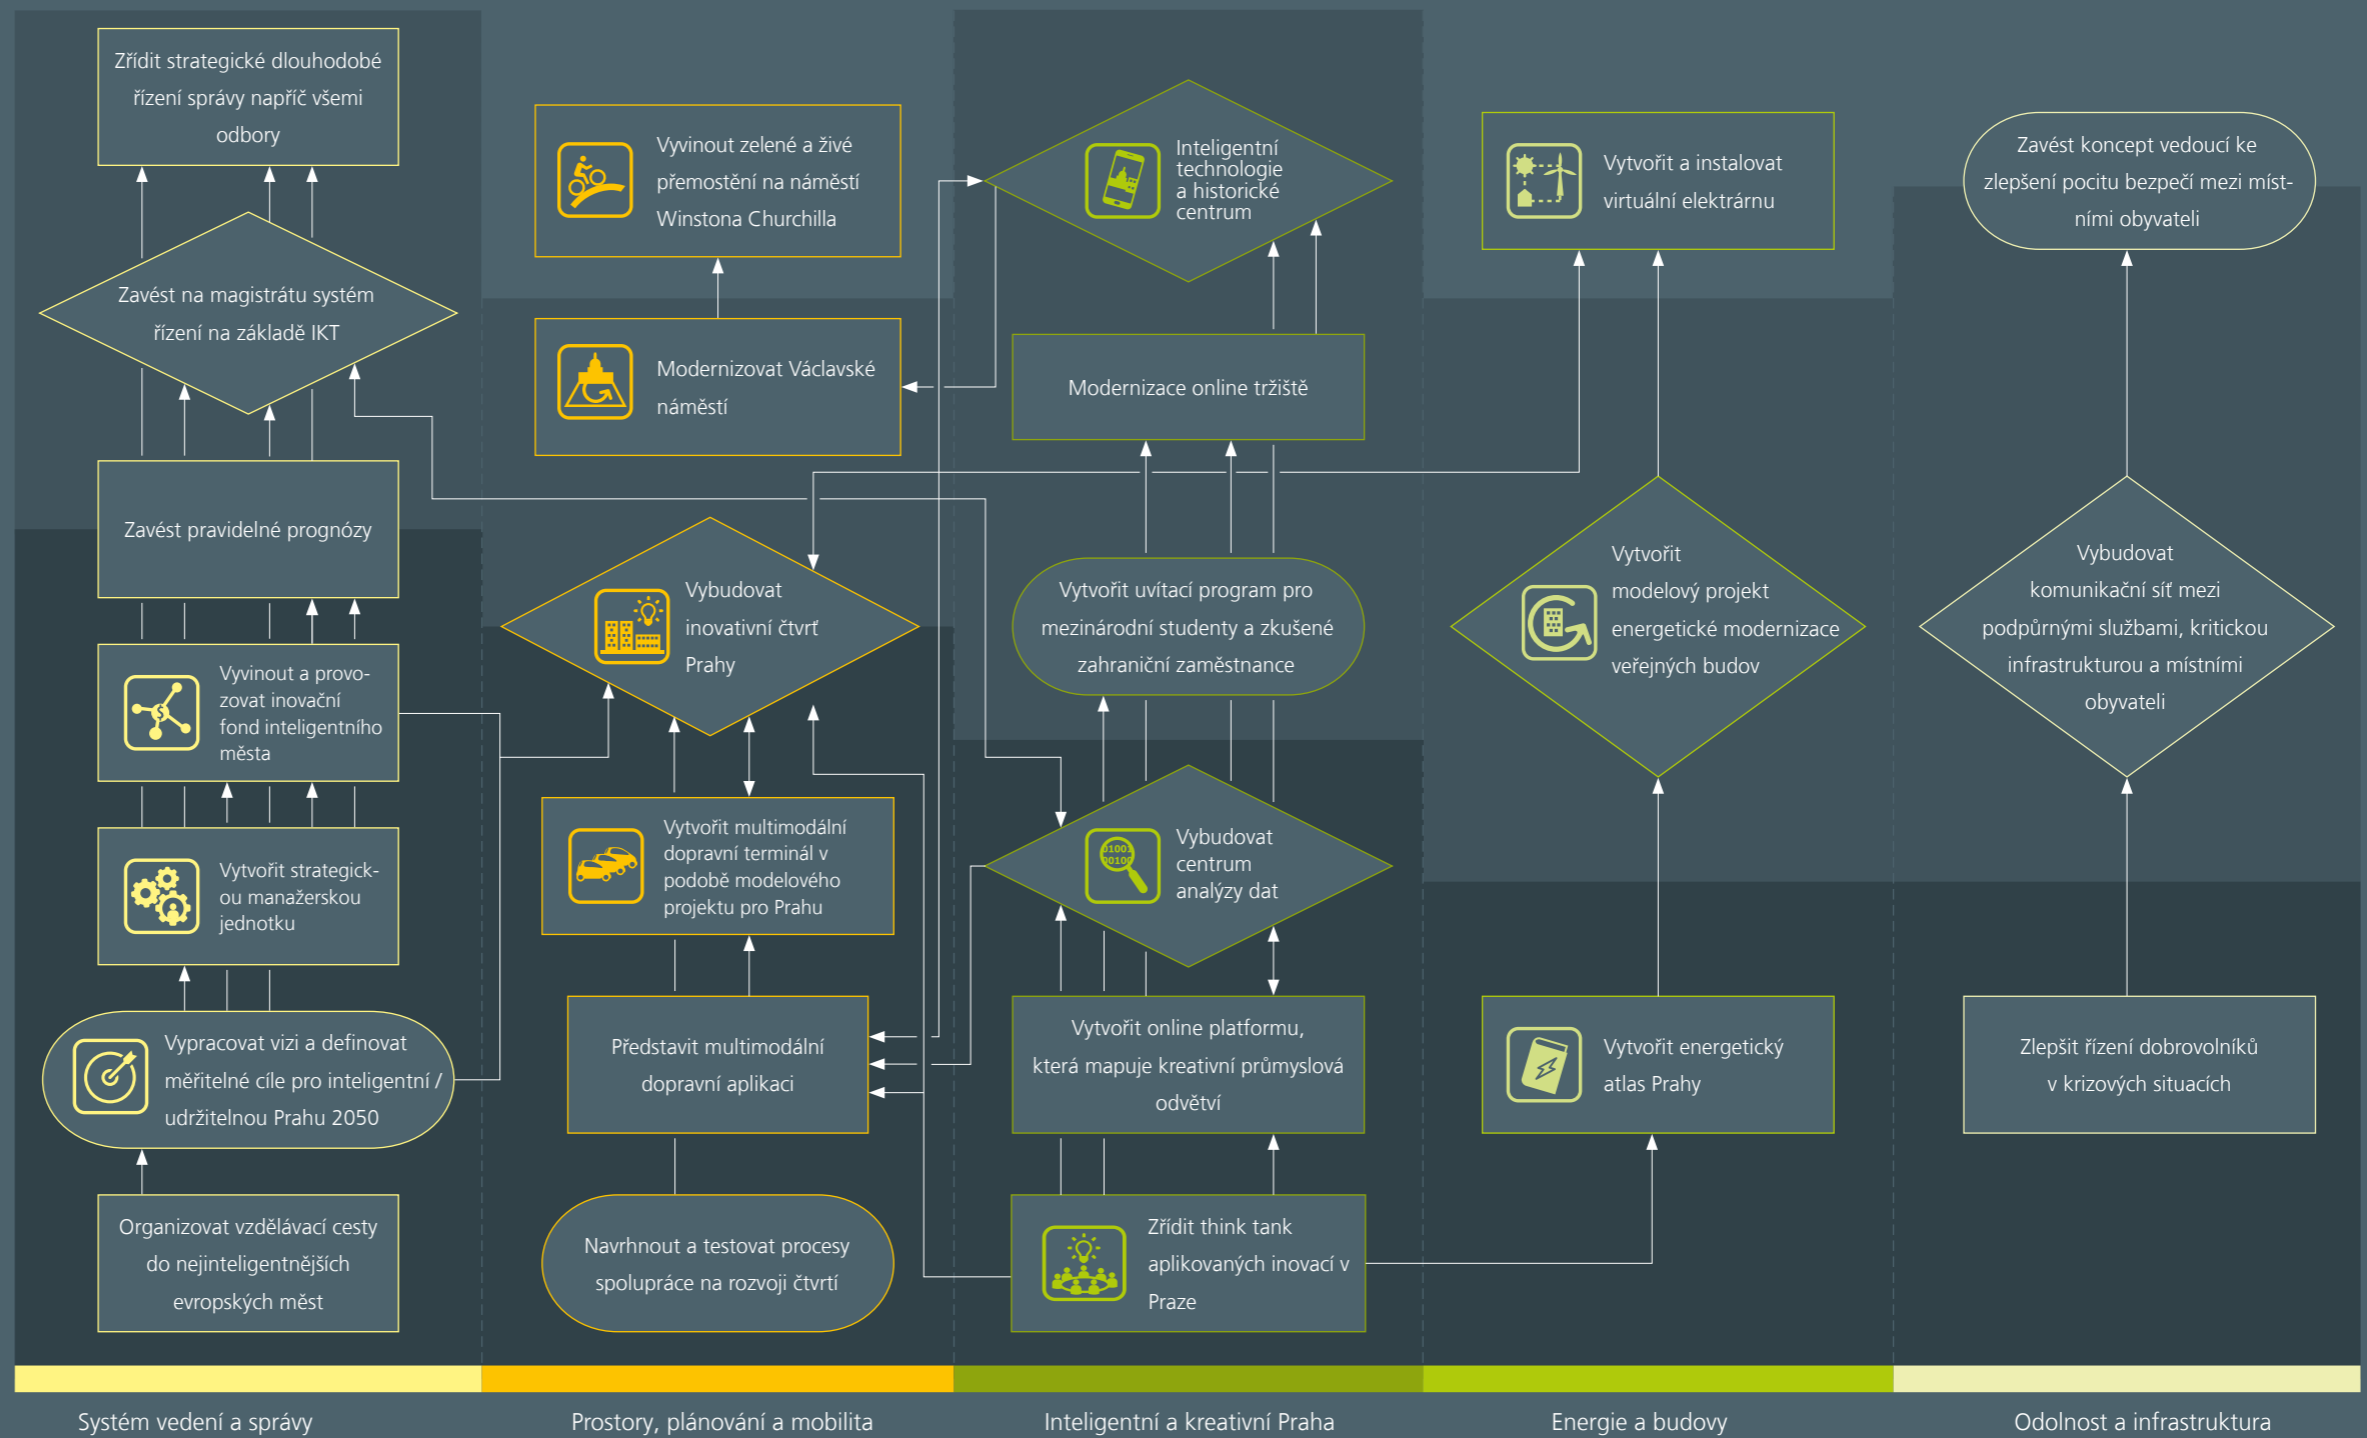 Zřídit strategické dlouhodobé
řízení správy napříč všemi
odbory
Zavést na magistrátu systém
řízení na základě IKT
Zavést pravidelné prognózy
Vyvinout a provo-
zovat inovační
fond inteligentního
města
Vytvořit strategick-
ou manažerskou
jednotku
Vypracovat vizi a definovat
měřitelné cíle pro inteligentní /
udržitelnou Prahu 2050
Organizovat vzdělávací cesty
do nejinteligentnějších
evropských měst
Vyvinout zelené a živé
přemostění na náměstí
Winstona Churchilla
Modernizovat Václavské
náměstí
Vybudovat
inovativní čtvrť
Prahy
Vytvořit multimodální
dopravní terminál v
podobě modelového
projektu pro Prahu
Představit multimodální
dopravní aplikaci
Navrhnout a testovat procesy
spolupráce na rozvoji čtvrtí
Inteligentní
technologie
a historické
centrum
Modernizace online tržiště
Vytvořit uvítací program pro
mezinárodní studenty a zkušené
zahraniční zaměstnance
01001
00100
Vybudovat
centrum
analýzy dat
Vytvořit online platformu,
která mapuje kreativní průmyslová
odvětví
Zřídit think tank
aplikovaných inovací v
Praze
Vytvořit a instalovat
virtuální elektrárnu
Vytvořit
modelový projekt
energetické modernizace
veřejných budov
Vytvořit energetický
atlas Prahy
Zavést koncept vedoucí ke
zlepšení pocitu bezpečí mezi míst-
ními obyvateli
Vybudovat
komunikační síť mezi
podpůrnými službami, kritickou
infrastrukturou a místními
obyvateli
Zlepšit řízení dobrovolníků
v krizových situacích
Systém vedení a správy
Prostory, plánování a mobilita
Inteligentní a kreativní Praha
Energie a budovy
Odolnost a infrastruktura